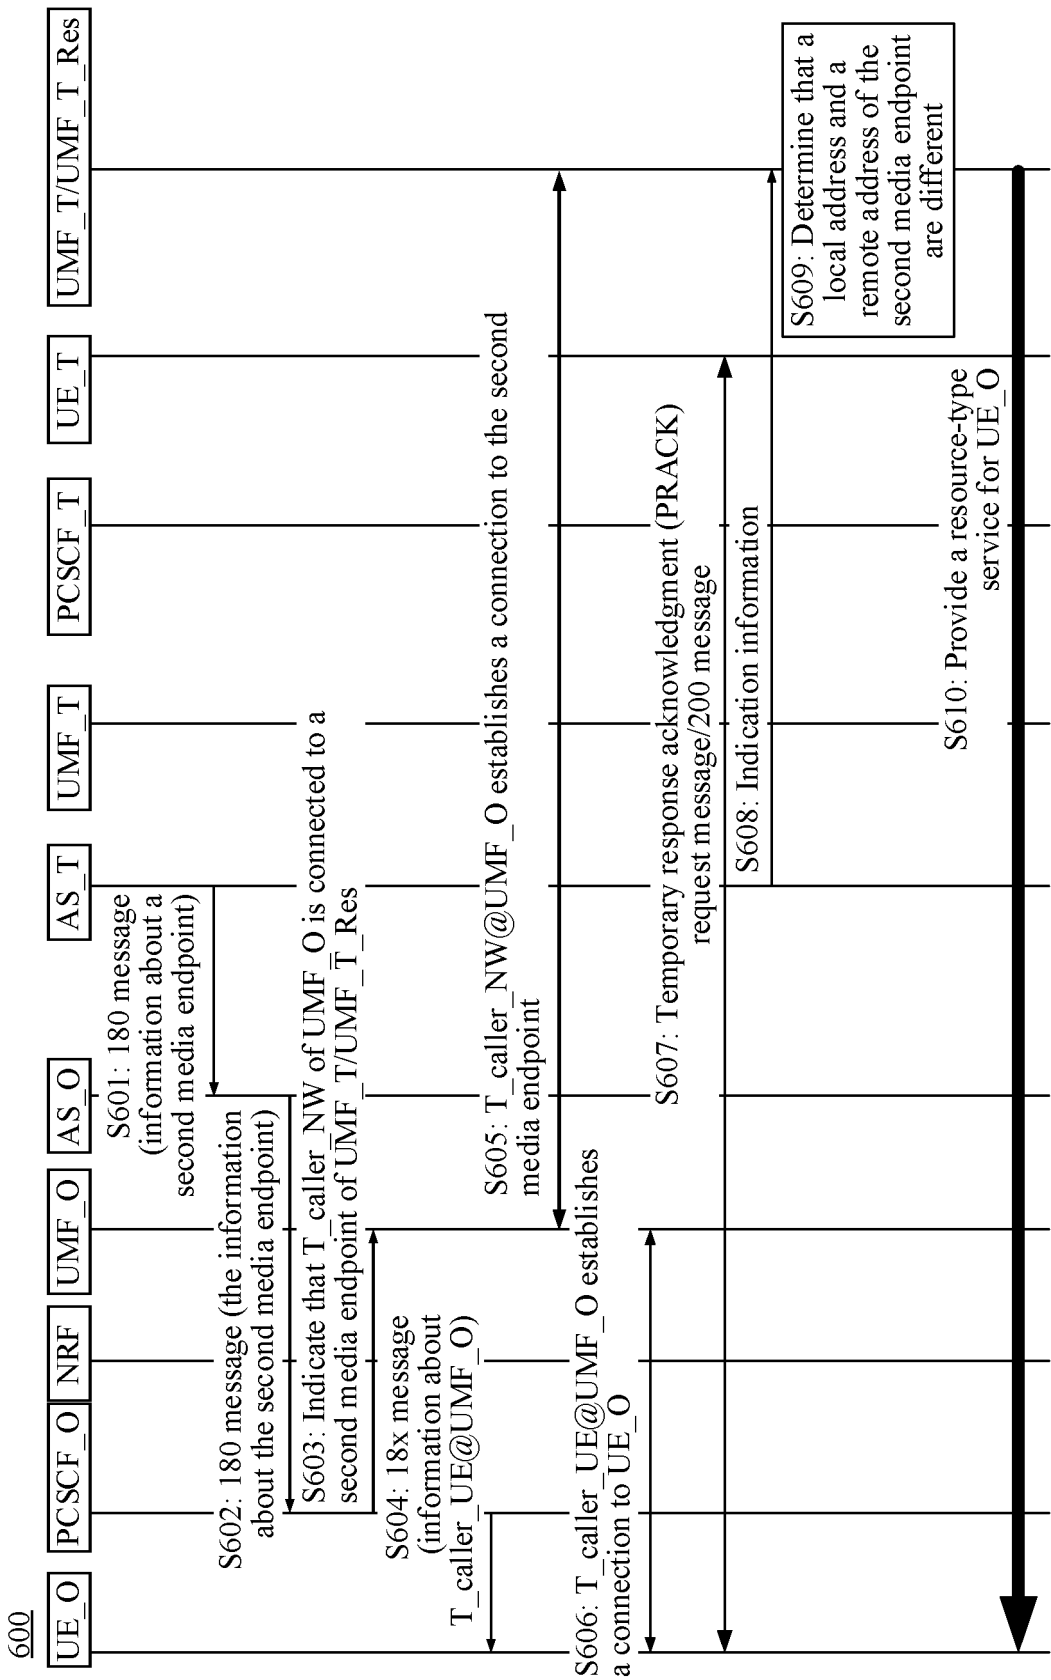 600
UE_O
PCSCF_O
NRF
UMF_O
AS_O
AS_T
UMF_T
PCSCF_T
UE_T
UMF_T/UMF_T_Res
S601: 180 message
(information about a
second media endpoint)
S602: 180 message (the information
about the second media endpoint)
S603: Indicate that T_caller_NW of UMF_O is connected to a
second media endpoint of UMF_T/UMF_T_Res
S604: 18x message
(information about
T_caller_UE@UMF_O)
S605: T_caller_NW@UMF_O establishes a connection to the second
media endpoint
S606: T_caller_UE@UMF_O establishes
a connection to UE_O
S607: Temporary response acknowledgment (PRACK)
request message/200 message
S608: Indication information
S609: Determine that a
local address and a
remote address of the
second media endpoint
are different
S610: Provide a resource-type
service for UE_O